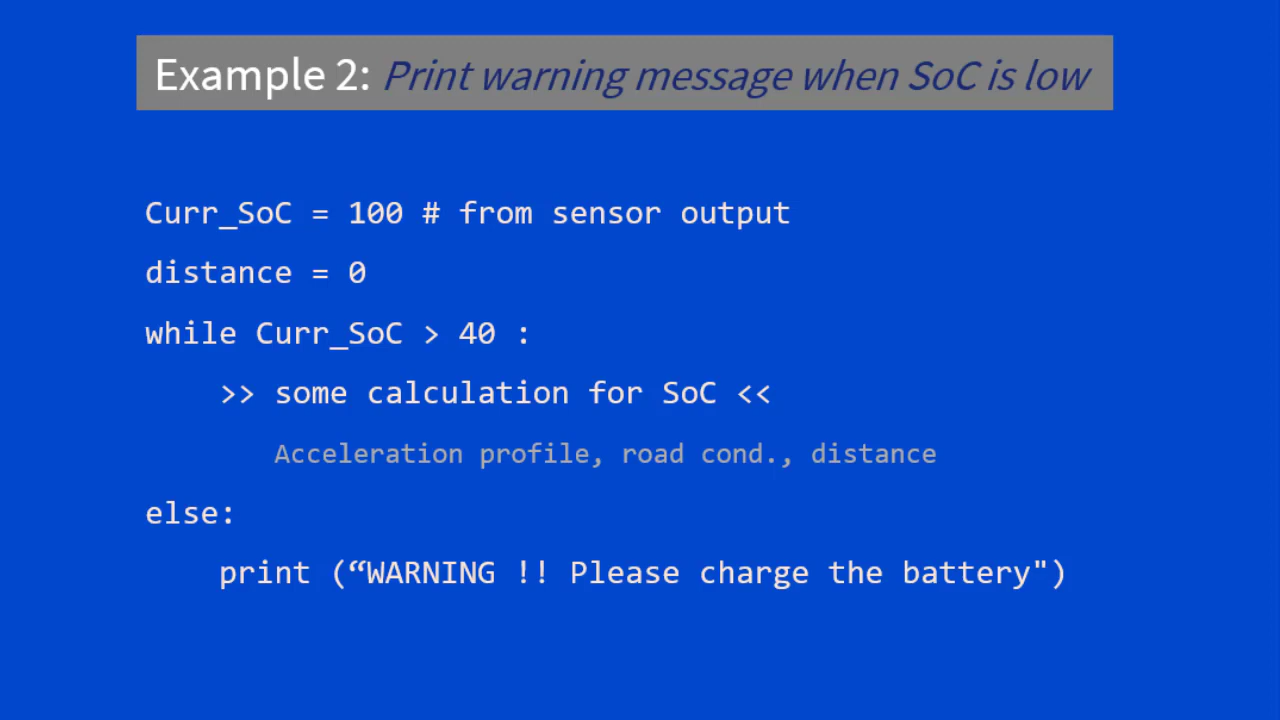 Example 2: Print warning message when SoC is low
Curr_SoC = 100 # from sensor output
distance = 0
while Curr_SoC > 40 :
>> some calculation for SoC <<
Acceleration profile, road cond., distance
else:
print (“WARNING !! Please charge the battery")